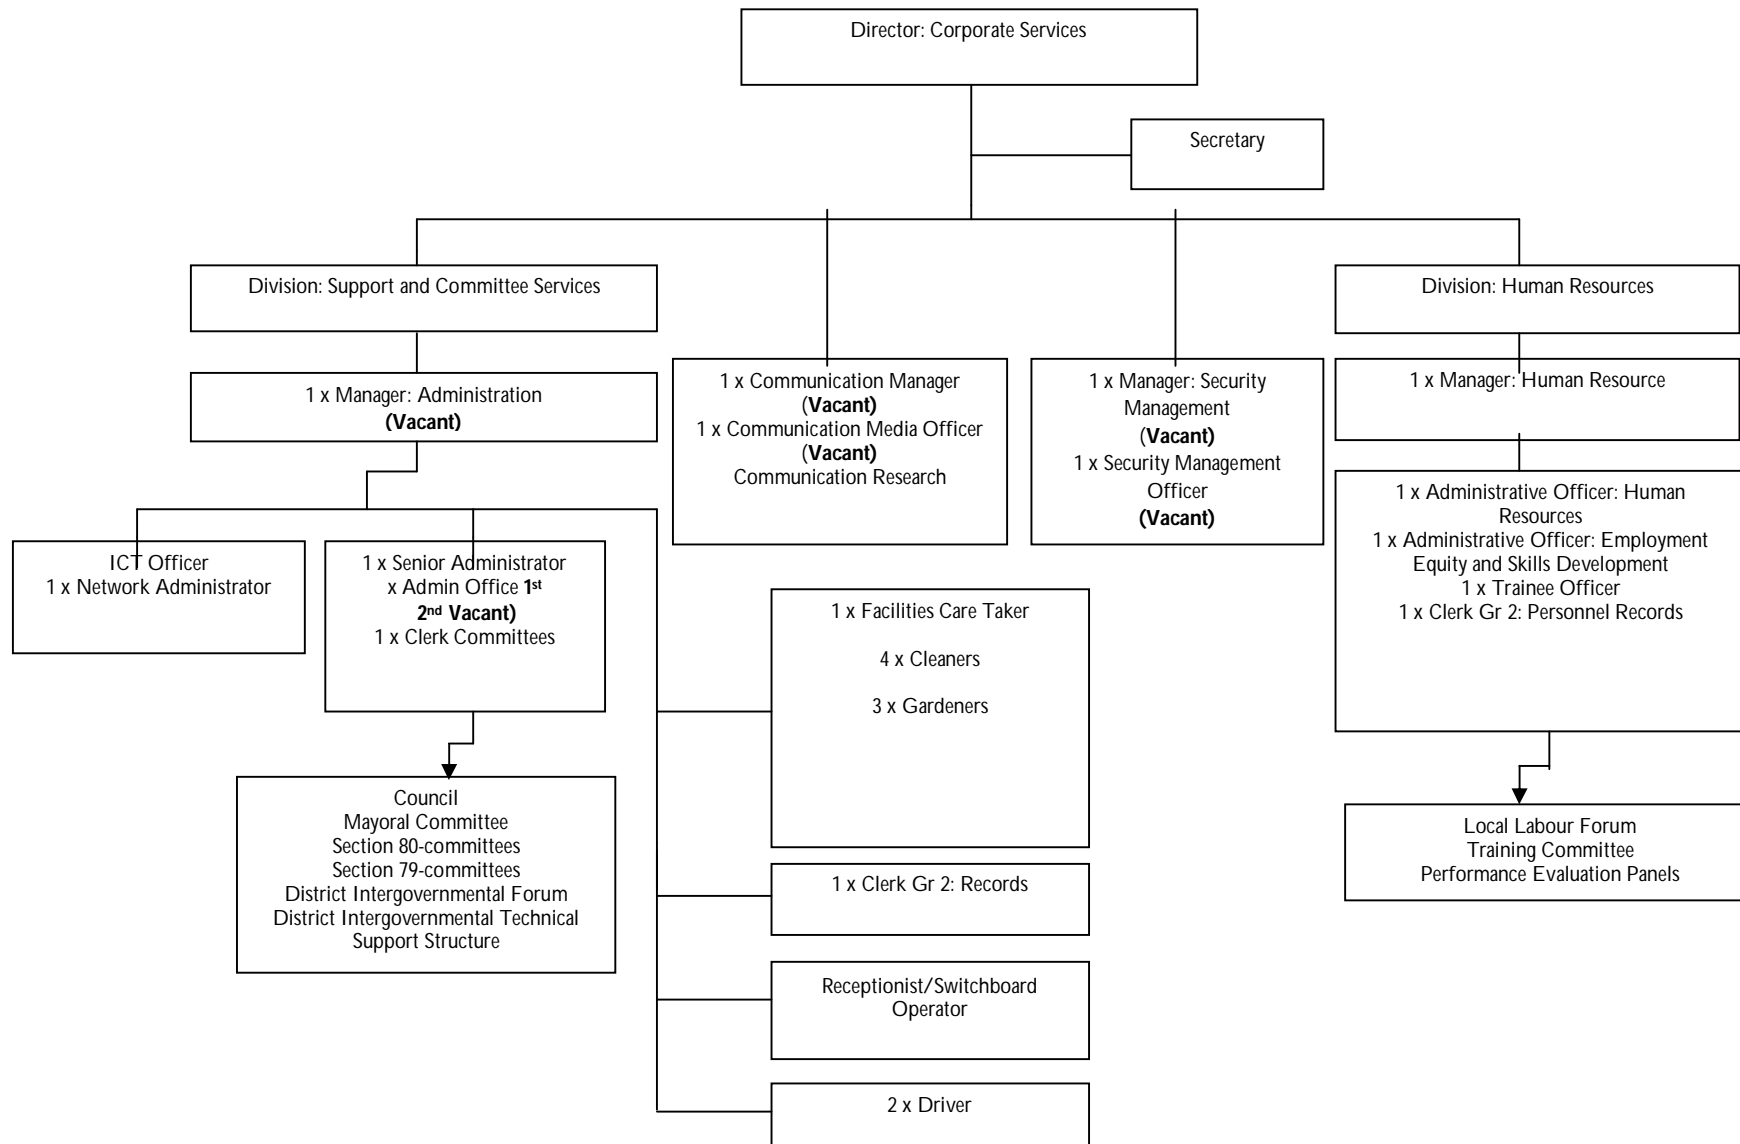 Director: Corporate Services
Secretary
Division: Support and Committee Services
Division: Human Resources
1 x Manager: Administration
(Vacant)
1 x Communication Manager
(Vacant)
1 x Communication Media Officer
(Vacant)
Communication Research
1 x Manager: Security
Management
(Vacant)
1 x Security Management
Officer
(Vacant)
1 x Manager: Human Resource
1 x Administrative Officer: Human
Resources
1 x Administrative Officer: Employment
Equity and Skills Development
1 x Trainee Officer
1 x Clerk Gr 2: Personnel Records
ICT Officer
1 x Network Administrator
1 x Senior Administrator
x Admin Office 1st
2nd Vacant)
1 x Clerk Committees
1 x Facilities Care Taker
4 x Cleaners
3 x Gardeners
Council
Mayoral Committee
Section 80-committees
Section 79-committees
District Intergovernmental Forum
District Intergovernmental Technical
Support Structure
Local Labour Forum
Training Committee
Performance Evaluation Panels
1 x Clerk Gr 2: Records
Receptionist/Switchboard
Operator
2 x Driver